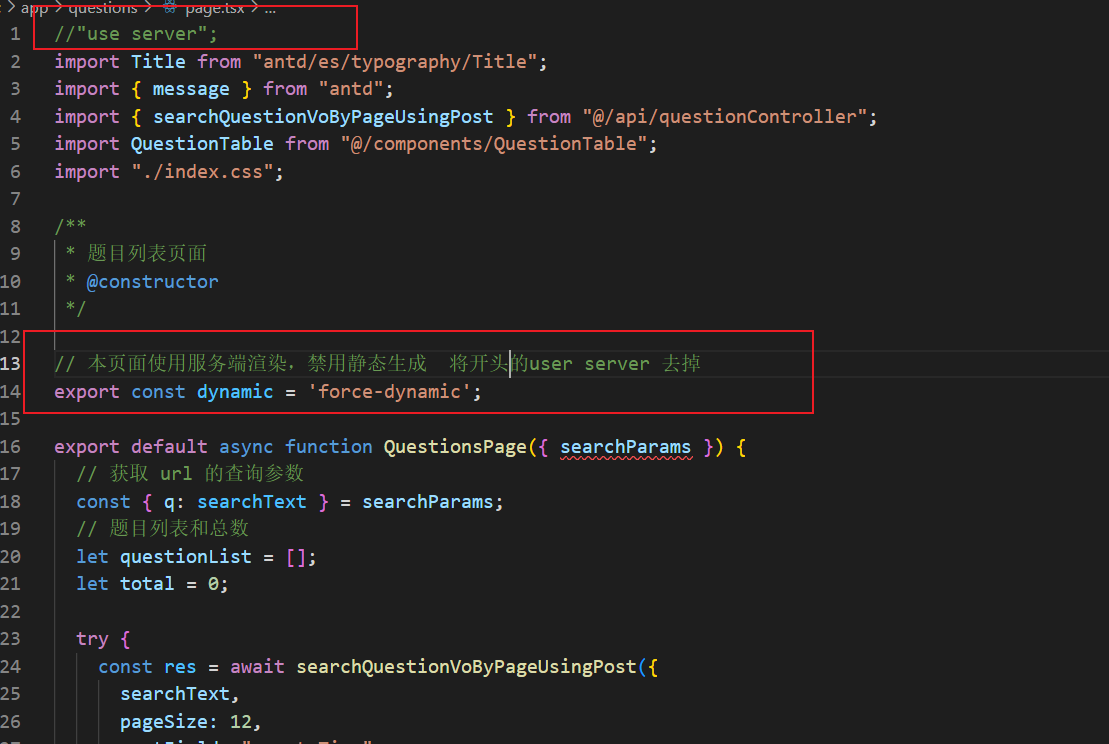 app > questions > page.tsx > ...
1 //"use server";
2 import Title from "antd/es/typography/Title";
3 import { message } from "antd";
4 import { searchQuestionVoByPageUsingPost } from "@/api/questionController";
5 import QuestionTable from "@/components/QuestionTable";
6 import "./index.css";
7
8 /**
9 * 题目列表页面
10 * @constructor
11 */
12
13 // 本页面使用服务端渲染，禁用静态生成  将开头的user server 去掉
14 export const dynamic = 'force-dynamic';
15
16 export default async function QuestionsPage({ searchParams }) {
17 // 获取 url 的查询参数
18 const { q: searchText } = searchParams;
19 // 题目列表和总数
20 let questionList = [];
21 let total = 0;
22
23 try {
24 const res = await searchQuestionVoByPageUsingPost({
25 searchText,
26 pageSize: 12,